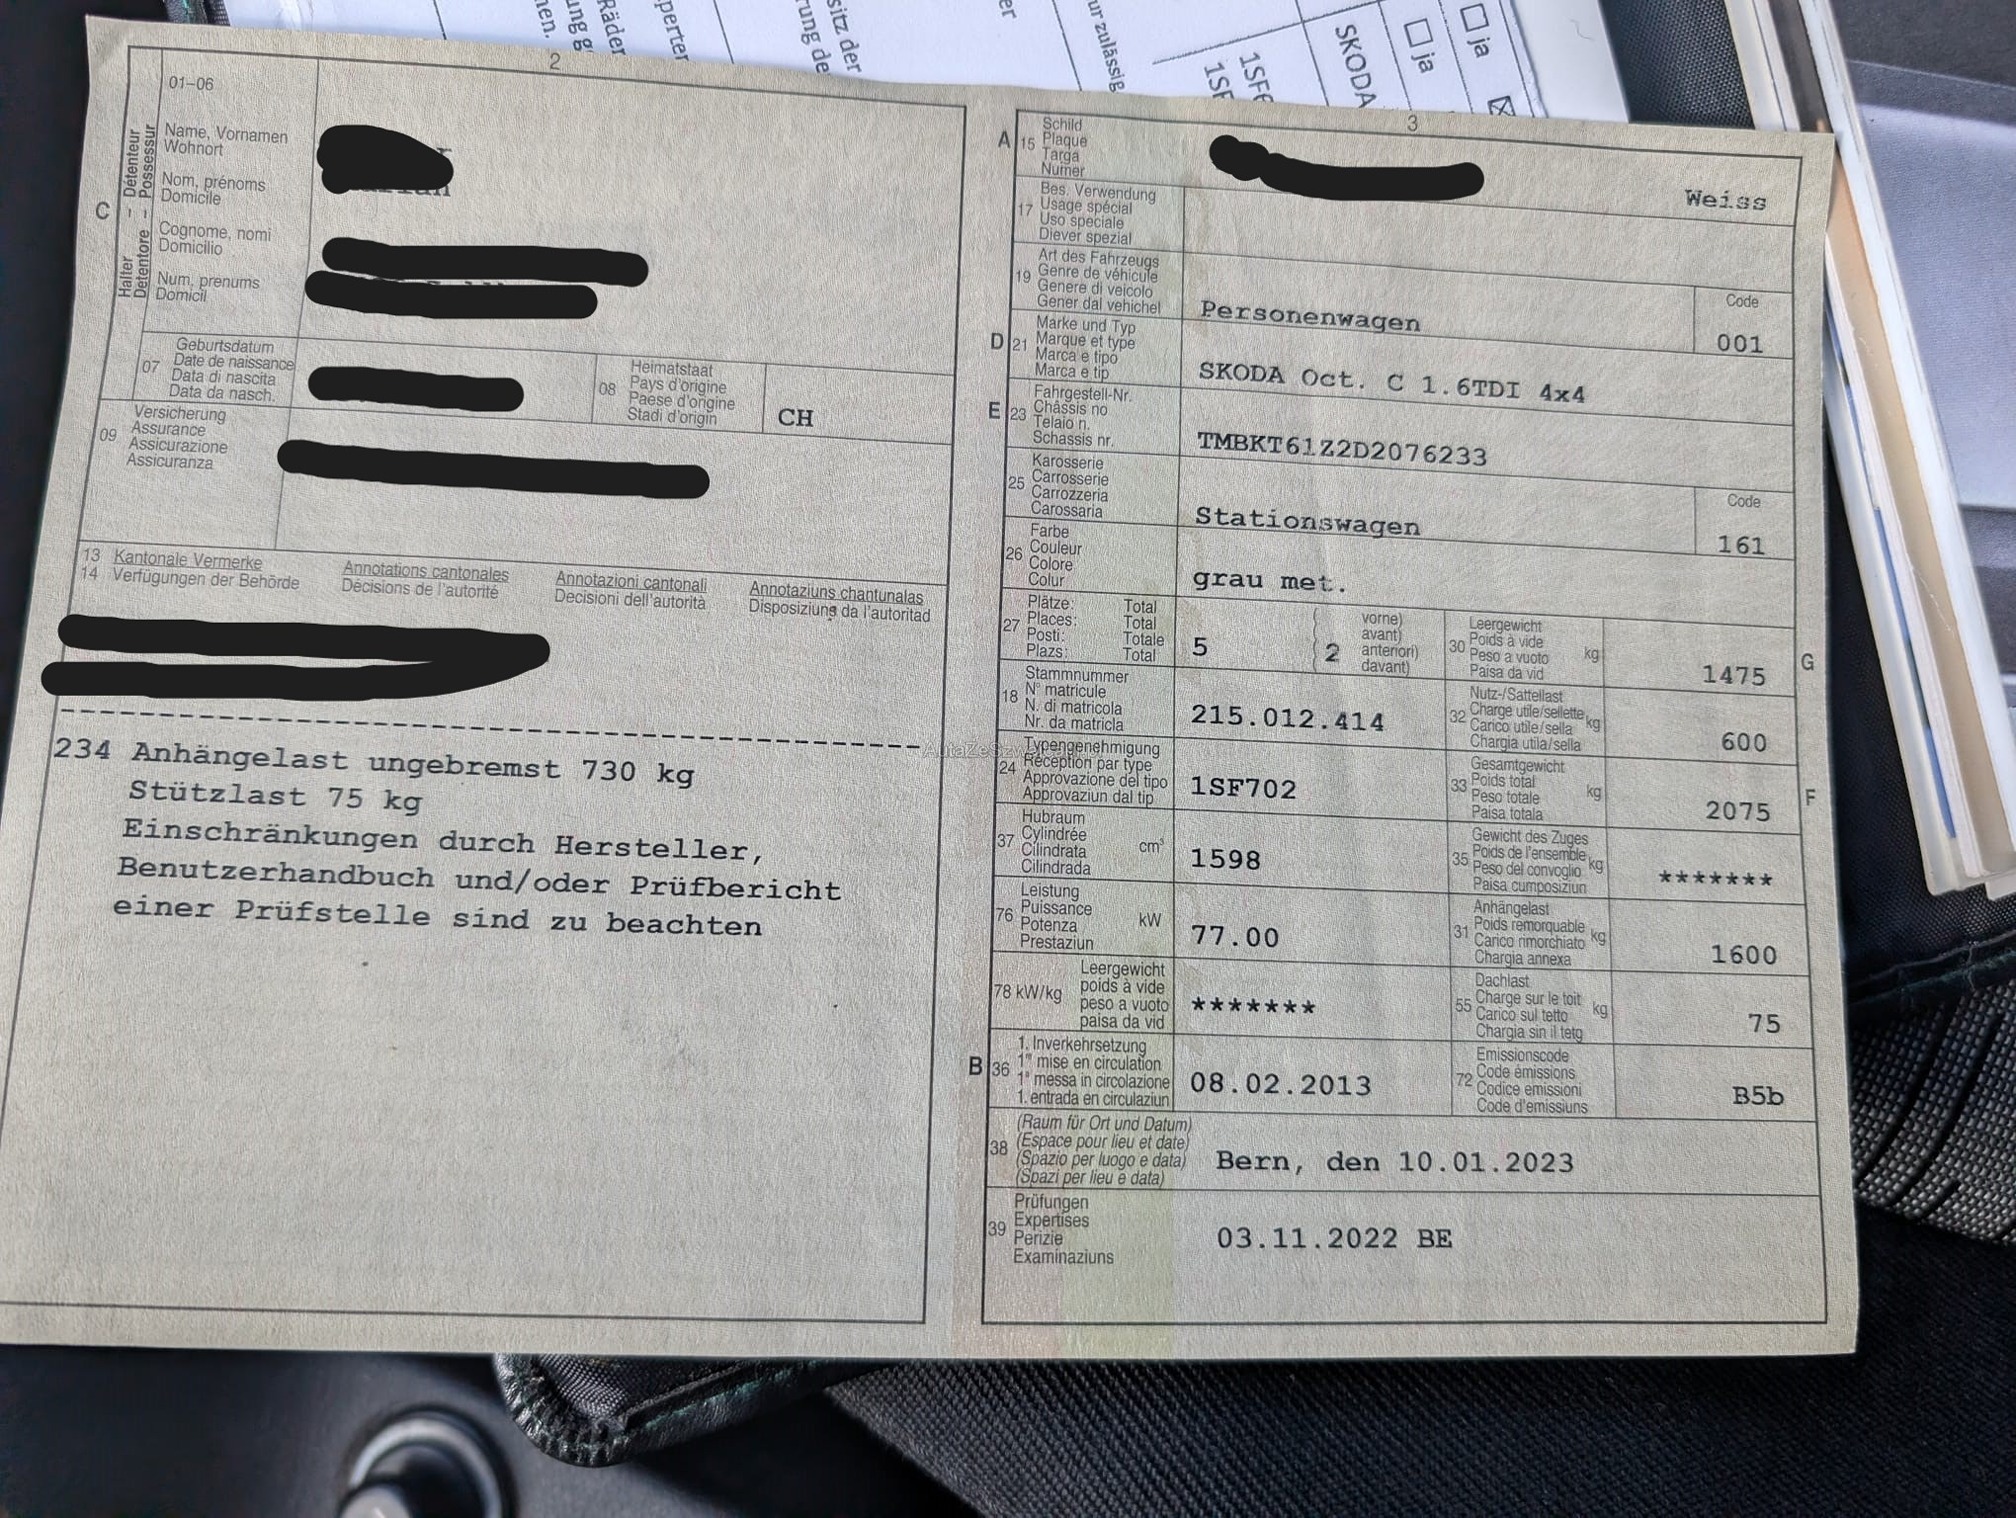 2
01-06
C
Halter – Détenteur
Detentore – Possessur
Name, Vornamen
Wohnort
Nom, prénoms
Domicile
Cognome, nomi
Domicilio
Num, prenums
Domicil
07
Geburtsdatum
Date de naissance
Data di nascita
Data da nasch.
08
Heimatstaat
Pays d'origine
Paese d'origine
Stadi d'origin
CH
09
Versicherung
Assurance
Assicurazione
Assicuranza
13 Kantonale Vermerke
14 Verfügungen der Behörde
Annotations cantonales
Décisions de l'autorité
Annotazioni cantonali
Decisioni dell'autorità
Annotaziuns chantunalas
Disposiziung da l'autoritad
234 Anhängelast ungebremst 730 kg
Stützlast 75 kg
Einschränkungen durch Hersteller,
Benutzerhandbuch und/oder Prüfbericht
einer Prüfstelle sind zu beachten
3
A 15
Schild
Plaque
Targa
Numer
Weiss
17
Bes. Verwendung
Usage spécial
Uso speciale
Diever spezial
19
Art des Fahrzeugs
Genre de véhicule
Genere di veicolo
Gener dal vehichel
Personenwagen
Code
001
D 21
Marke und Typ
Marque et type
Marca e tipo
Marca e tip
SKODA Oct. C 1.6TDI 4x4
E 23
Fahrgestell-Nr.
Châssis no
Telaio n.
Schassis nr.
TMBKT61Z2D2076233
25
Karosserie
Carrosserie
Carrozzeria
Carossaria
Stationswagen
Code
161
26
Farbe
Couleur
Colore
Colur
grau met.
27
Plätze: Total
Places: Total
Posti: Totale
Plazs: Total
5
2
vorne)
avant)
anteriori)
davant)
30
Leergewicht
Poids à vide
Peso a vuoto
Paisa da vid
kg
1475
G
18
Stammnummer
N° matricule
N. di matricola
Nr. da matricla
215.012.414
32
Nutz-/Sattellast
Charge utile/sellette
Carico utile/sella
Chargia utila/sella
kg
600
24
Typengenehmigung
Réception par type
Approvazione del tipo
Approvaziun dal tip
1SF702
33
Gesamtgewicht
Poids total
Peso totale
Paisa totala
kg
2075
F
37
Hubraum
Cylindrée
Cilindrata
Cilindrada
cm³
1598
35
Gewicht des Zuges
Poids de l'ensemble
Peso del convoglio
Paisa cumposiziun
kg
*******
76
Leistung
Puissance
Potenza
Prestaziun
kW
77.00
31
Anhängelast
Poids remorquable
Carico rimorchiato
Chargia annexa
kg
1600
78 kW/kg
Leergewicht
poids à vide
peso a vuoto
paisa da vid
*******
55
Dachlast
Charge sur le toit
Carico sul tetto
Chargia sin il tetg
kg
75
B 36
1. Inverkehrsetzung
1re mise en circulation
1a messa in circolazione
1. entrada en circulaziun
08.02.2013
72
Emissionscode
Code émissions
Codice emissioni
Code d'emissiuns
B5b
38
(Raum für Ort und Datum)
(Espace pour lieu et date)
(Spazio per luogo e data)
(Spazi per lieu e data)
Bern, den 10.01.2023
39
Prüfungen
Expertises
Perizie
Examinaziuns
03.11.2022 BE
Räder
sitz der
ur zulässig
SKODA
ja
ja